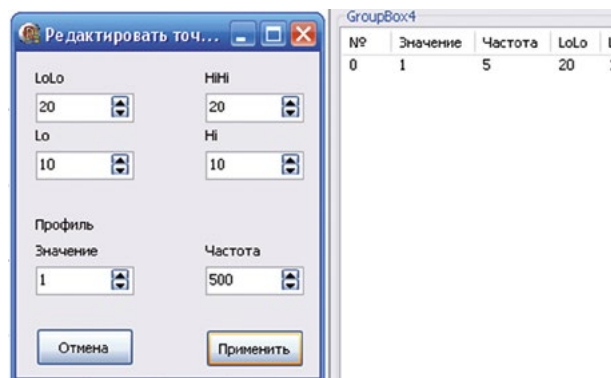 Редактировать точ...
LoLo HiHi
20 20
Lo Hi
10 10
Профиль
Значение Частота
1 500
Отмена Применить
GroupBox4
№ Значение Частота LoLo
0 1 5 20